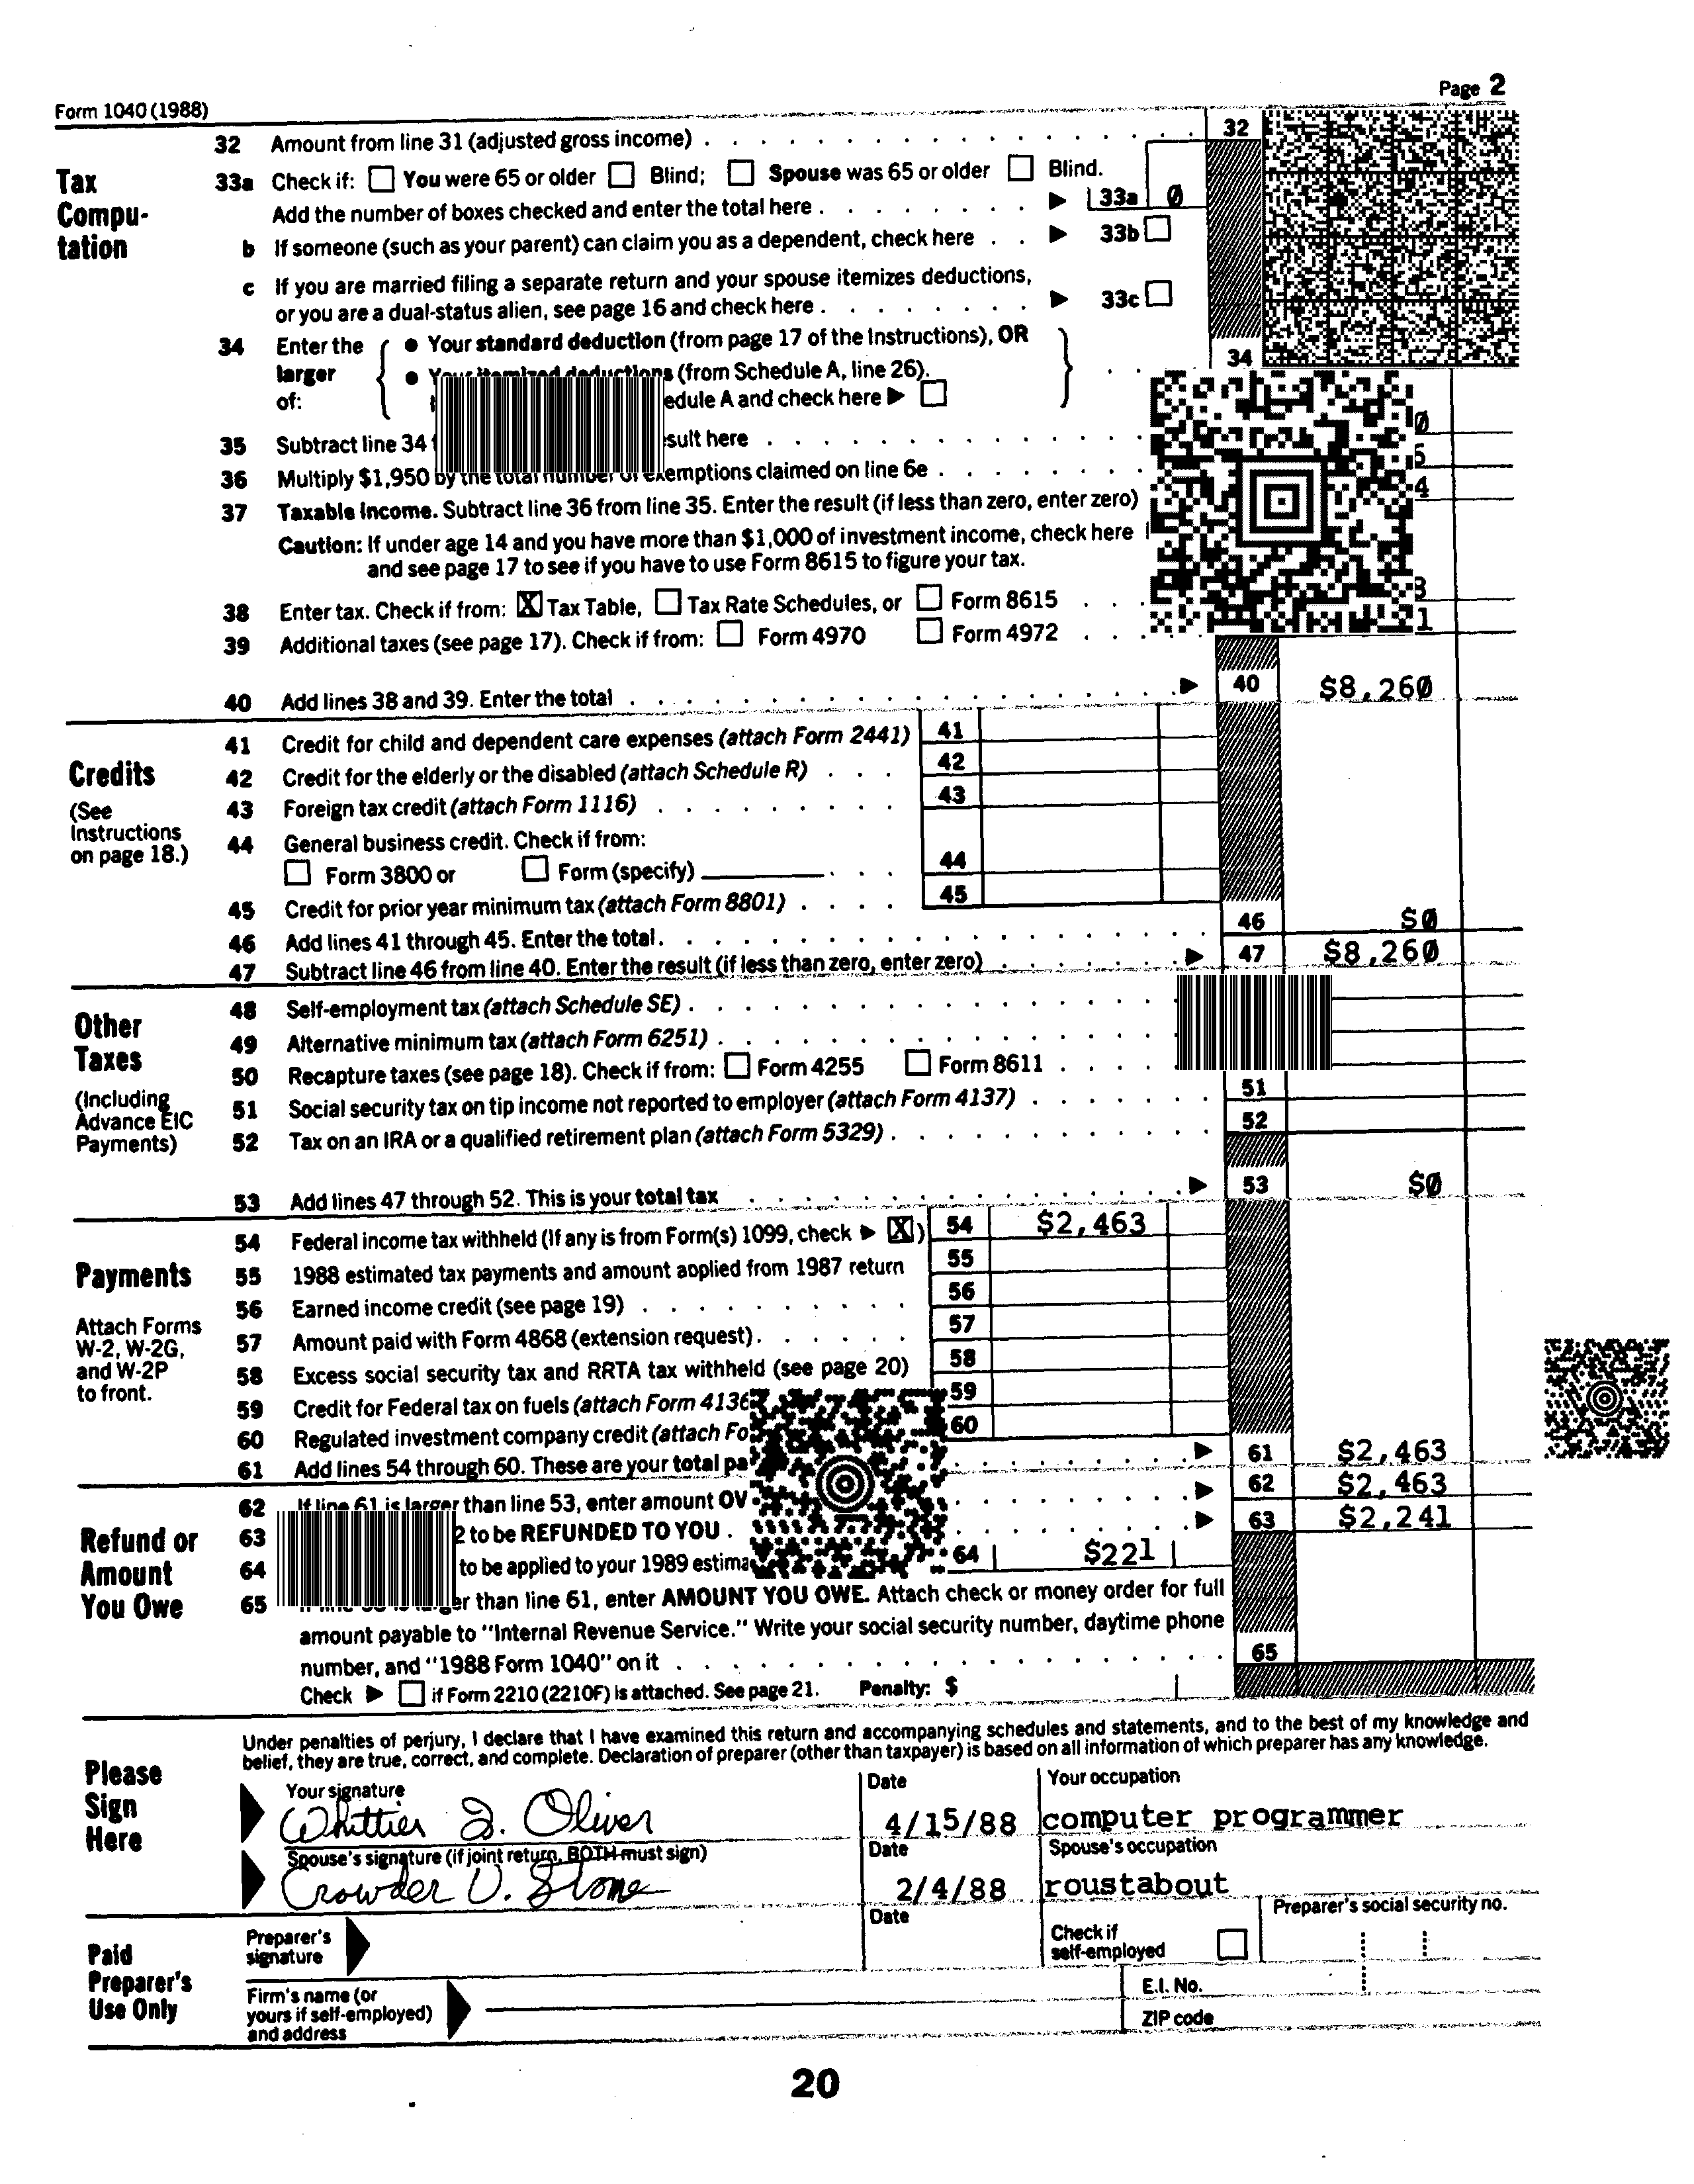 Form 1040 (1988) Page 2
Tax Compu- tation
32 Amount from line 31 (adjusted gross income) . . . 32
33a Check if: You were 65 or older Blind; Spouse was 65 or older Blind.
Add the number of boxes checked and enter the total here . . . 33a 0
b If someone (such as your parent) can claim you as a dependent, check here . . 33b
c If you are married filing a separate return and your spouse itemizes deductions,
or you are a dual-status alien, see page 16 and check here . . . 33c
34 Enter the larger of:
• Your standard deduction (from page 17 of the Instructions), OR
• Your itemized deductions (from Schedule A, line 26).
edule A and check here
34
35 Subtract line 34 sult here
36 Multiply $1,950 by the total number of exemptions claimed on line 6e
37 Taxable income. Subtract line 36 from line 35. Enter the result (if less than zero, enter zero)
Caution: If under age 14 and you have more than $1,000 of investment income, check here
and see page 17 to see if you have to use Form 8615 to figure your tax.
38 Enter tax. Check if from: X Tax Table, Tax Rate Schedules, or Form 8615
39 Additional taxes (see page 17). Check if from: Form 4970 Form 4972
40 Add lines 38 and 39. Enter the total . . . 40 $8,260
Credits
(See Instructions on page 18.)
41 Credit for child and dependent care expenses (attach Form 2441) 41
42 Credit for the elderly or the disabled (attach Schedule R) . . . 42
43 Foreign tax credit (attach Form 1116) . . . 43
44 General business credit. Check if from:
Form 3800 or Form (specify) 44
45 Credit for prior year minimum tax (attach Form 8801) . . . . 45
46 Add lines 41 through 45. Enter the total. . . . 46 $0
47 Subtract line 46 from line 40. Enter the result (if less than zero, enter zero) . . . 47 $8,260
Other Taxes
(Including Advance EIC Payments)
48 Self-employment tax (attach Schedule SE) . . .
49 Alternative minimum tax (attach Form 6251) . . .
50 Recapture taxes (see page 18). Check if from: Form 4255 Form 8611 . . .
51 Social security tax on tip income not reported to employer (attach Form 4137) . . . 51
52 Tax on an IRA or a qualified retirement plan (attach Form 5329) . . . 52
53 Add lines 47 through 52. This is your total tax . . . 53 $0
Payments
Attach Forms W-2, W-2G, and W-2P to front.
54 Federal income tax withheld (If any is from Form(s) 1099, check X ) 54 $2,463
55 1988 estimated tax payments and amount applied from 1987 return 55
56 Earned income credit (see page 19) . . . 56
57 Amount paid with Form 4868 (extension request) . . . 57
58 Excess social security tax and RRTA tax withheld (see page 20) 58
59 Credit for Federal tax on fuels (attach Form 4136 59
60 Regulated investment company credit (attach Fo 60
61 Add lines 54 through 60. These are your total pa . . . 61 $2,463
Refund or Amount You Owe
62 If line 61 is larger than line 53, enter amount OV . . . 62 $2,463
63 2 to be REFUNDED TO YOU . . . 63 $2,241
64 to be applied to your 1989 estima 64 $221
65 er than line 61, enter AMOUNT YOU OWE. Attach check or money order for full
amount payable to "Internal Revenue Service." Write your social security number, daytime phone
number, and "1988 Form 1040" on it . . . 65
Check if Form 2210 (2210F) is attached. See page 21. Penalty: $
Please Sign Here
Under penalties of perjury, I declare that I have examined this return and accompanying schedules and statements, and to the best of my knowledge and
belief, they are true, correct, and complete. Declaration of preparer (other than taxpayer) is based on all information of which preparer has any knowledge.
Your signature Date Your occupation
Whittier J. Oliver 4/15/88 computer programmer
Spouse's signature (if joint return, BOTH must sign) Date Spouse's occupation
Crowder V. Stone 2/4/88 roustabout
Paid Preparer's Use Only
Preparer's signature Date Check if self-employed Preparer's social security no.
Firm's name (or yours if self-employed) and address E.I. No.
ZIP code
20